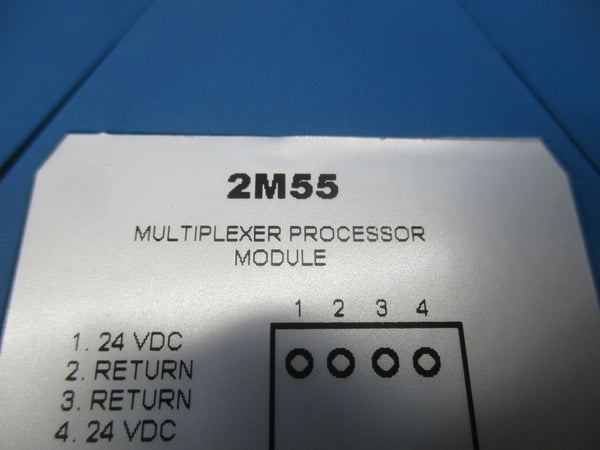 2M55
MULTIPLEXER PROCESSOR
MODULE
1 2 3 4
1. 24 VDC
2. RETURN
3. RETURN
4. 24 VDC